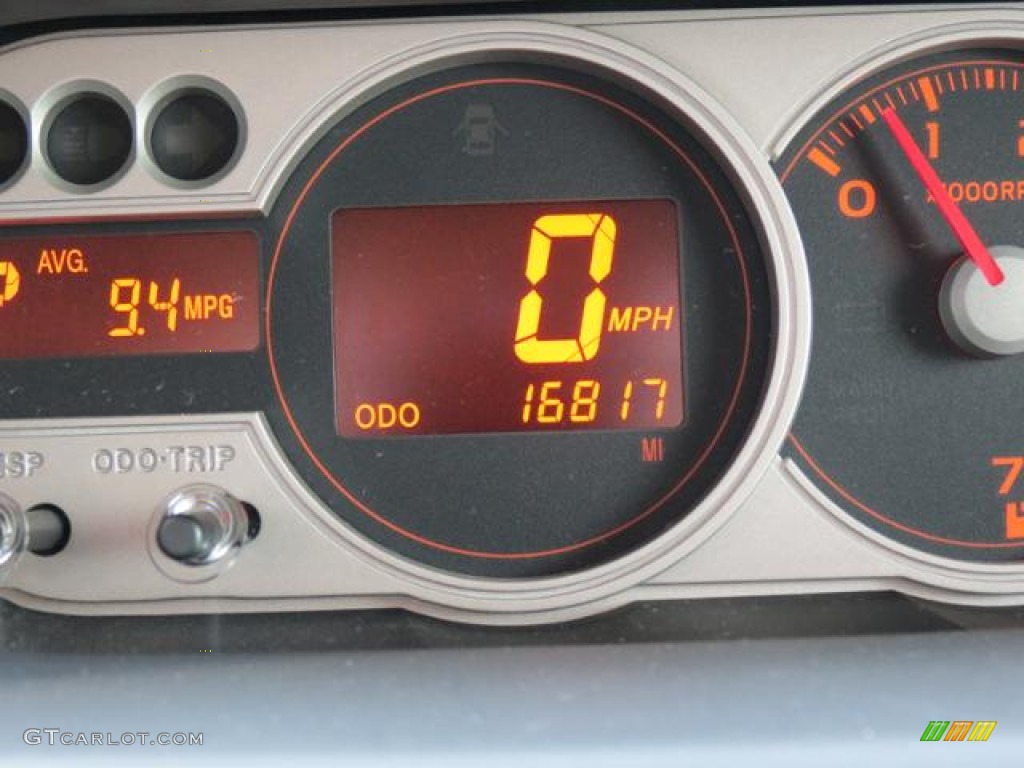 AVG.
9.4 MPG
0 MPH
ODO 16817
MI
ODO·TRIP
0
1
7
GTCARLOT.COM